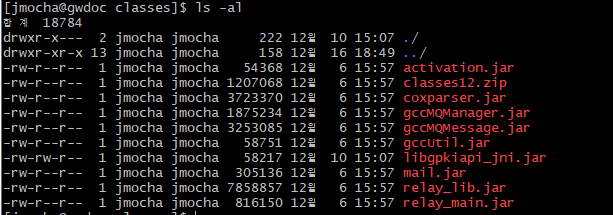 [jmocha@gwdoc classes]$ ls -al
합계 18784
drwxr-x--- 2 jmocha jmocha 222 12월 10 15:07 ./
drwxr-xr-x 13 jmocha jmocha 158 12월 16 18:49 ../
-rw-r--r-- 1 jmocha jmocha 54368 12월 6 15:57 activation.jar
-rw-r--r-- 1 jmocha jmocha 1207068 12월 6 15:57 classes12.zip
-rw-r--r-- 1 jmocha jmocha 3723370 12월 6 15:57 coxparser.jar
-rw-r--r-- 1 jmocha jmocha 1875234 12월 6 15:57 gccMQManager.jar
-rw-r--r-- 1 jmocha jmocha 3253085 12월 6 15:57 gccMQMessage.jar
-rw-r--r-- 1 jmocha jmocha 58751 12월 6 15:57 gccUtil.jar
-rw-rw-r-- 1 jmocha jmocha 58217 12월 10 10:07 libgpkiapi_jni.jar
-rw-r--r-- 1 jmocha jmocha 305136 12월 6 15:57 mail.jar
-rw-r--r-- 1 jmocha jmocha 7858857 12월 6 15:57 relay_lib.jar
-rw-r--r-- 1 jmocha jmocha 816150 12월 6 15:57 relay_main.jar
[jmocha@gwdoc classes]$